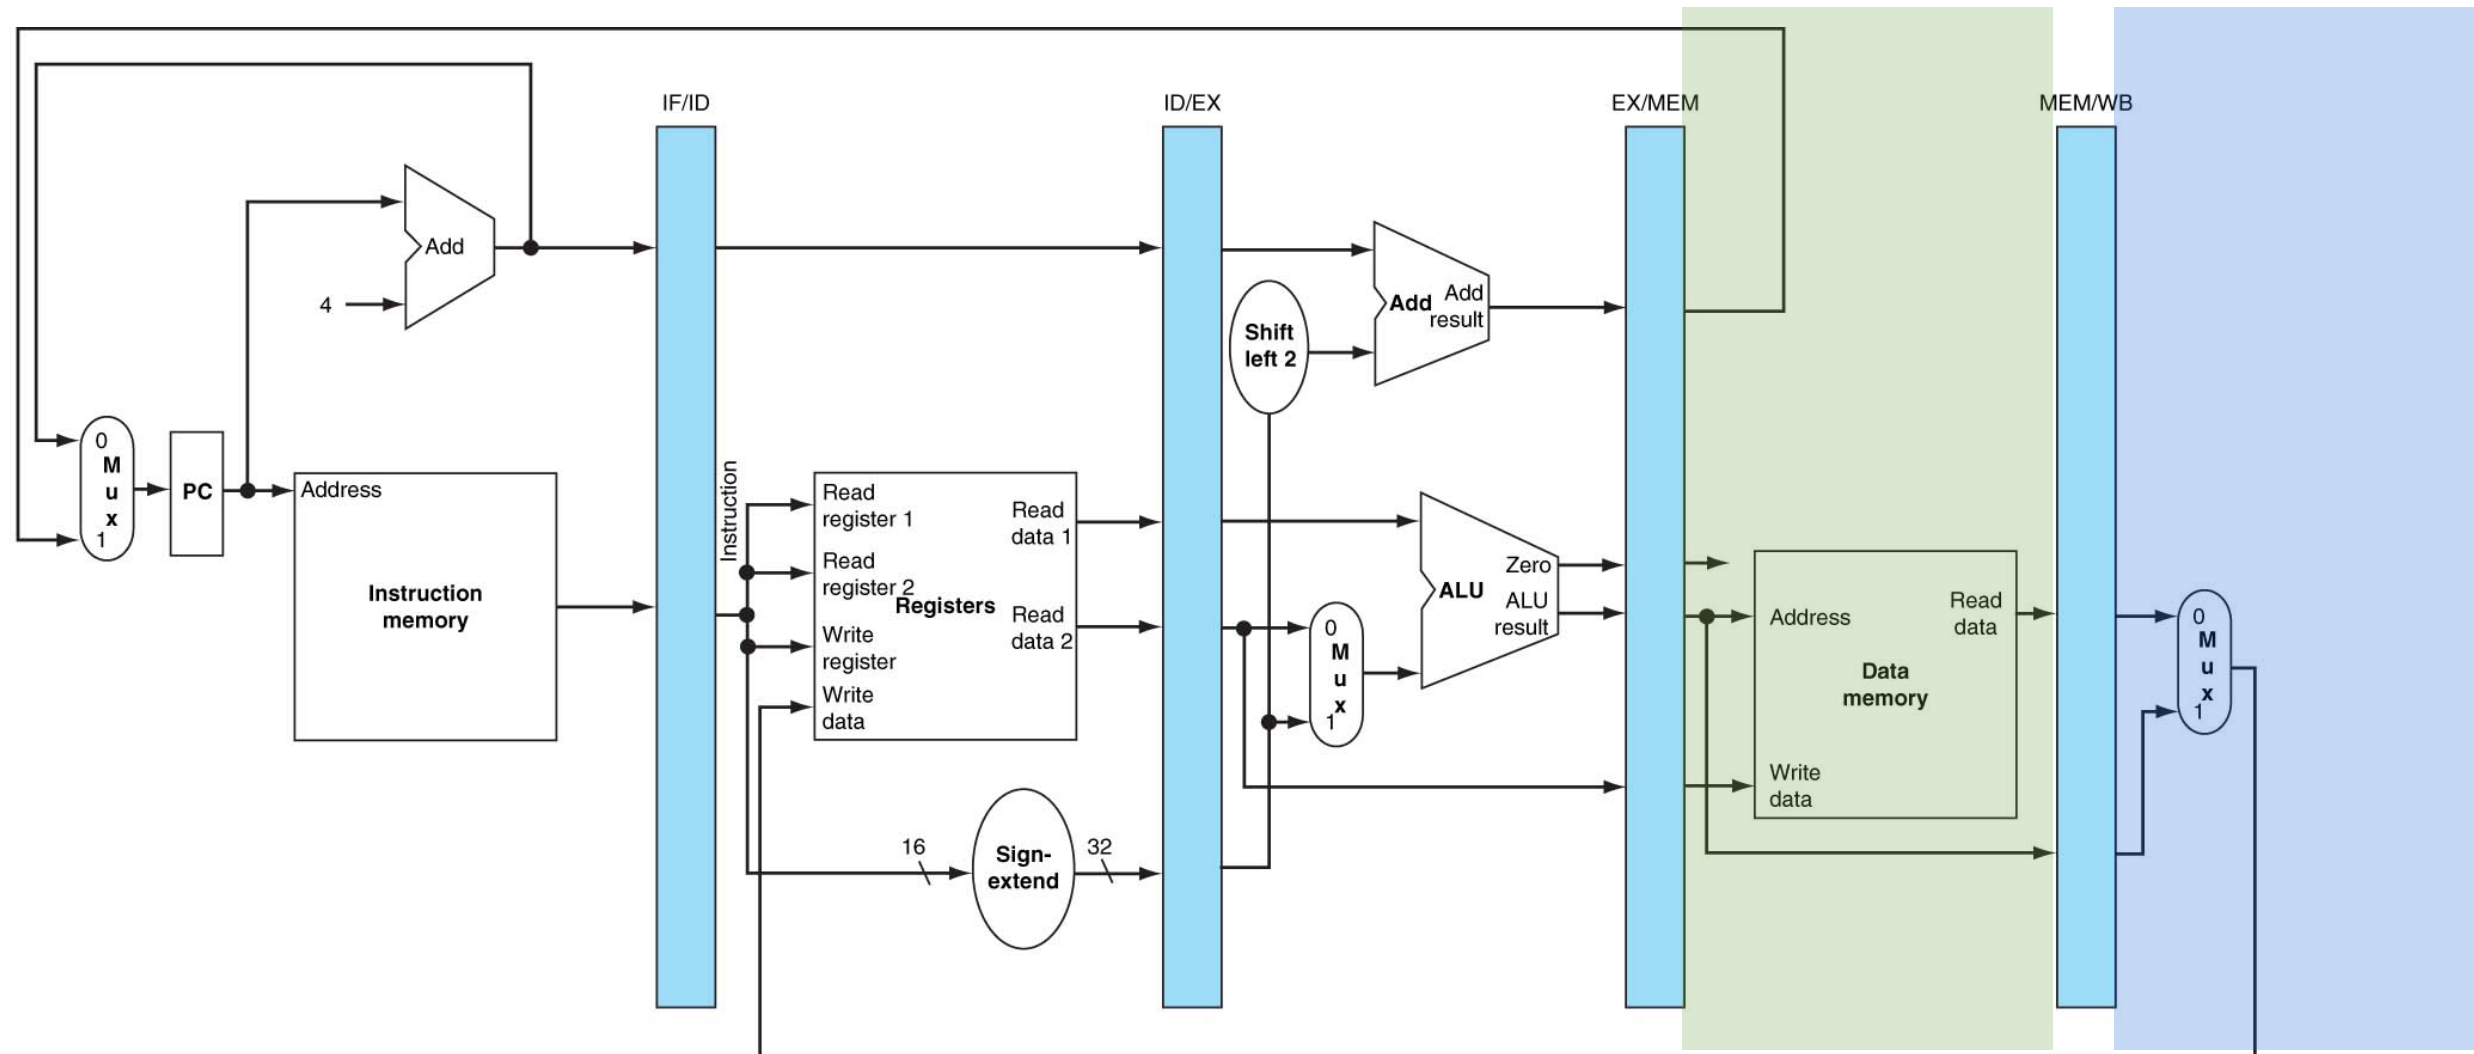 IF/ID
ID/EX
EX/MEM
MEM/WB
Add
4
Add
Add
result
Shift
left 2
0
M
u
x
1
PC
Address
Instruction
memory
Instruction
Read
register 1
Read
register 2
Write
register
Write
data
Registers
Read
data 1
Read
data 2
16
Sign-
extend
32
0
M
u
x
1
ALU
Zero
ALU
result
Address
Read
data
Data
memory
Write
data
0
M
u
x
1